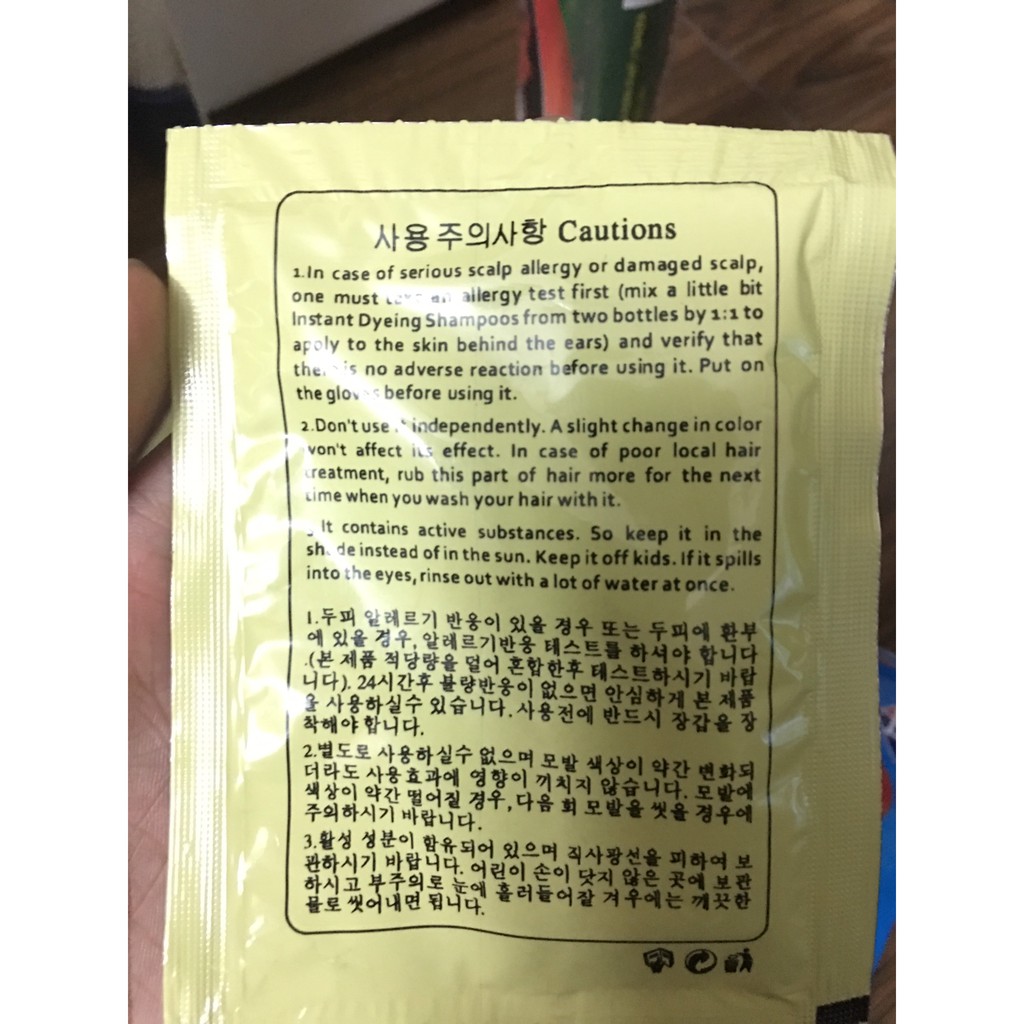 사용 주의사항 Cautions
1.In case of serious scalp allergy or damaged scalp,
one must an allergy test first (mix a little bit
Instant Dyeing Shampoos from two bottles by 1:1 to
apply to the skin behind the ears) and verify that
there is no adverse reaction before using it. Put on
the gloves before using it.
2.Don't use it independently. A slight change in color
won't affect its effect. In case of poor local hair
treatment, rub this part of hair more for the next
time when you wash your hair with it.
It contains active substances. So keep it in the
shade instead of in the sun. Keep it off kids. If it spills
into the eyes, rinse out with a lot of water at once.
1.두피 알레르기 반응이 있을 경우 또는 두피에 환부
에 있을 경우, 알레르기반응 테스트를 하셔야 합니다
.(본 제품 적당량을 덜어 혼합한후 테스트하시기 바랍
니다). 24시간후 불량반응이 없으면 안심하게 본 제품
을 사용하실수 있습니다. 사용전에 반드시 장갑을 장
착해야 합니다.
2.별도로 사용하실수 없으며 모발 색상이 약간 변화되
더라도 사용효과에 영향이 끼치지 않습니다. 모발에
색상이 약간 떨어질 경우, 다음 회 모발을 씻을 경우에
주의하시기 바랍니다.
3.활성 성분이 함유되어 있으며 직사광선을 피하여 보
관하시기 바랍니다. 어린이 손이 닿지 않은 곳에 보관
하시고 부주의로 눈에 흘러들어잘 겨우에는 깨끗한
물로 씻어내면 됩니다.